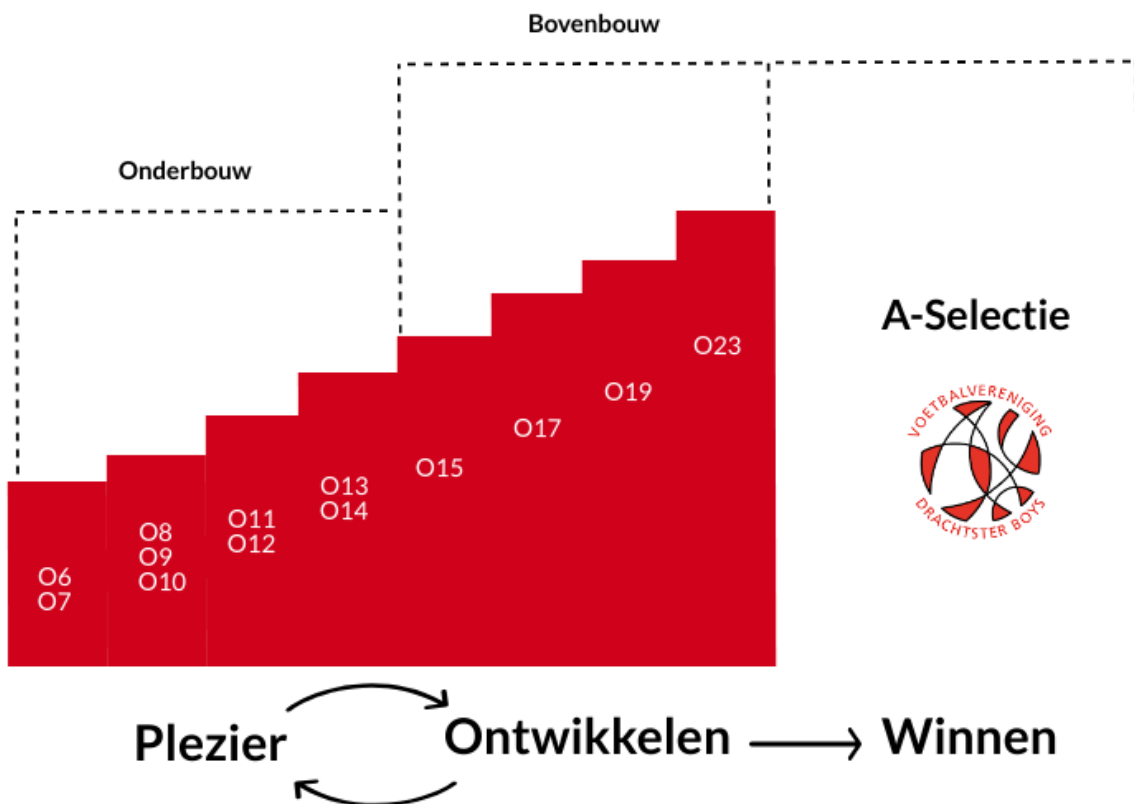 Bovenbouw
Onderbouw
A-Selectie
O23
O19
O17
O15
O13
O14
O11
O12
O8
O9
O10
O6
O7
VOETBALVERENIGING
DRACHTSTER BOYS
Plezier
Ontwikkelen
Winnen